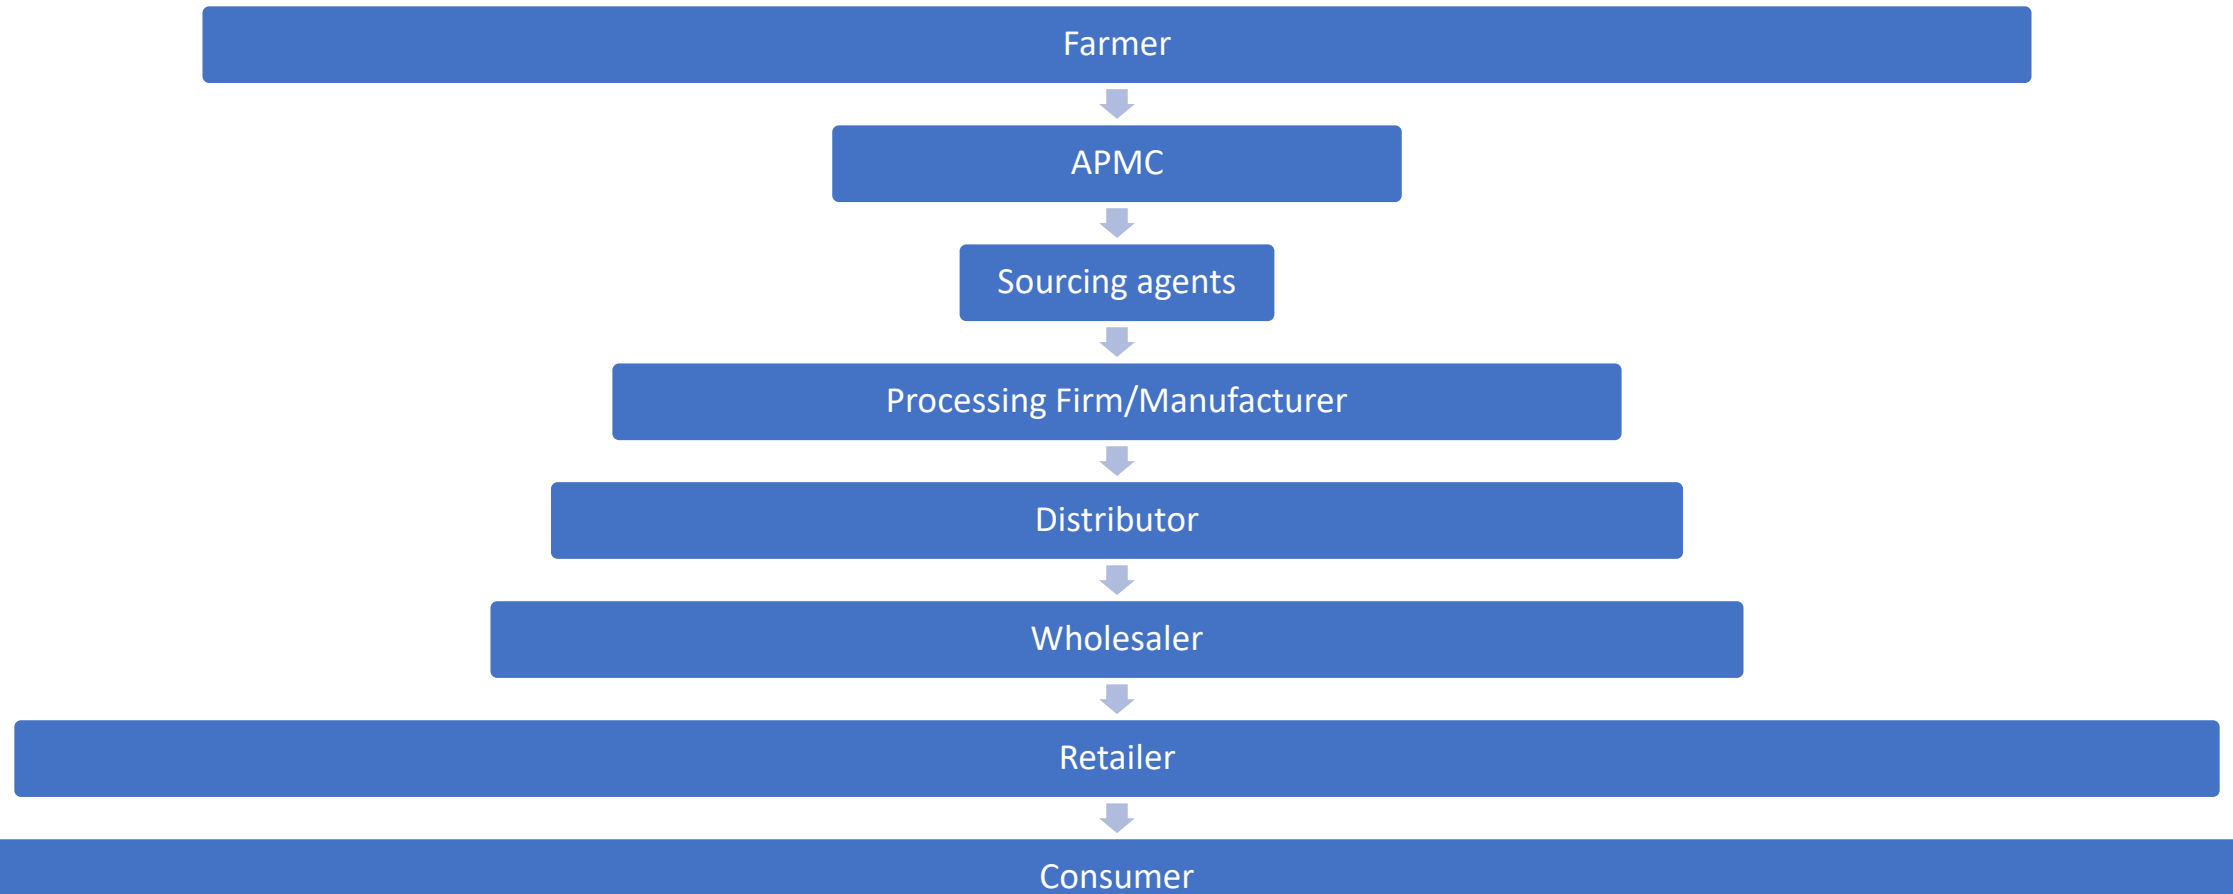 Farmer
APMC
Sourcing agents
Processing Firm/Manufacturer
Distributor
Wholesaler
Retailer
Consumer